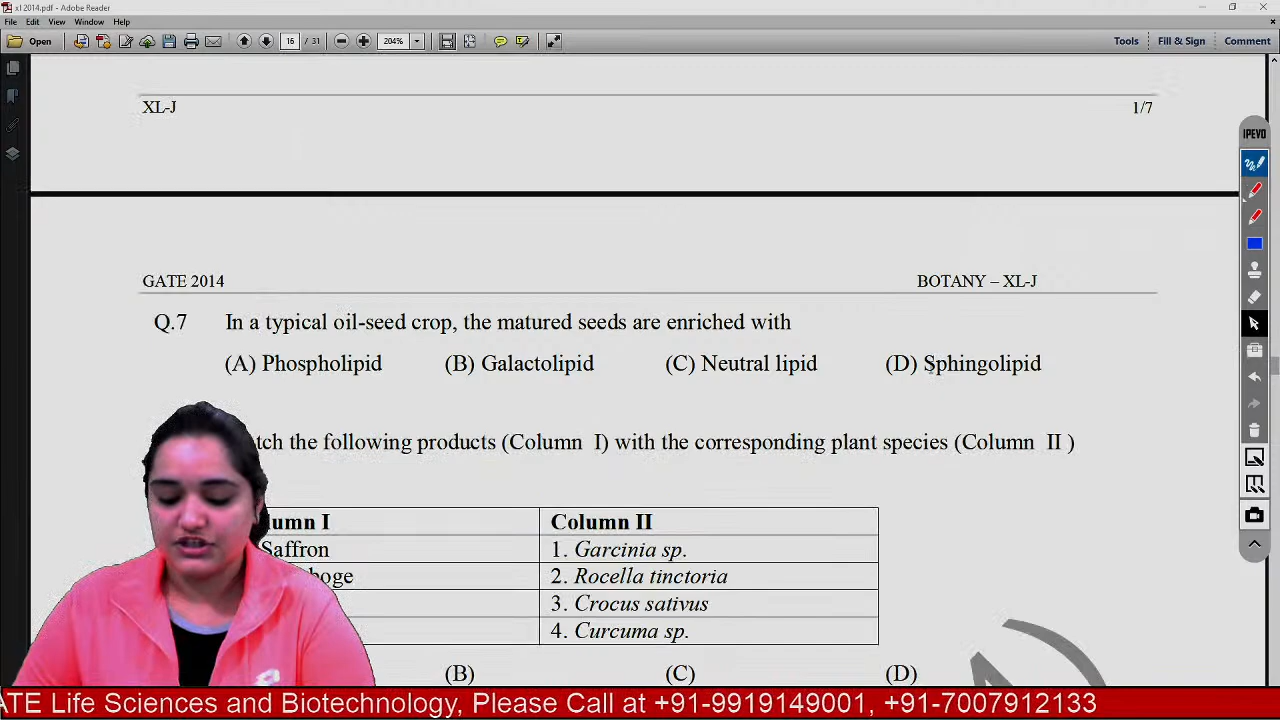 xl 2014.pdf - Adobe Reader
File Edit View Window Help
Open 16 / 31 204% Tools Fill & Sign Comment
XL-J 1/7
IPEVO
GATE 2014 BOTANY – XL-J
Q.7 In a typical oil-seed crop, the matured seeds are enriched with
(A) Phospholipid (B) Galactolipid (C) Neutral lipid (D) Sphingolipid
tch the following products (Column I) with the corresponding plant species (Column II )
umn I Column II
Saffron 1. Garcinia sp.
boge 2. Rocella tinctoria
3. Crocus sativus
4. Curcuma sp.
(B) (C) (D)
ATE Life Sciences and Biotechnology, Please Call at +91-9919149001, +91-7007912133